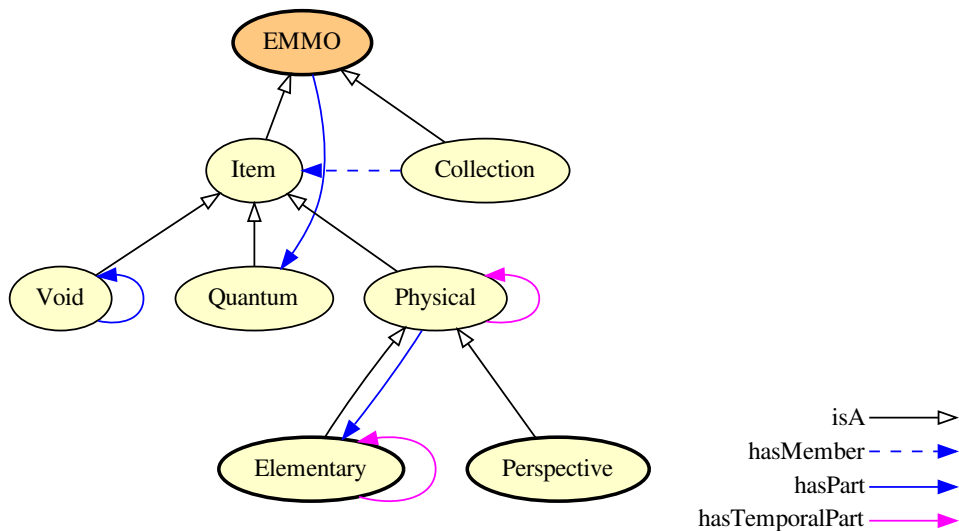 EMMO
Item
Collection
Void
Quantum
Physical
Elementary
Perspective
isA
hasMember
hasPart
hasTemporalPart